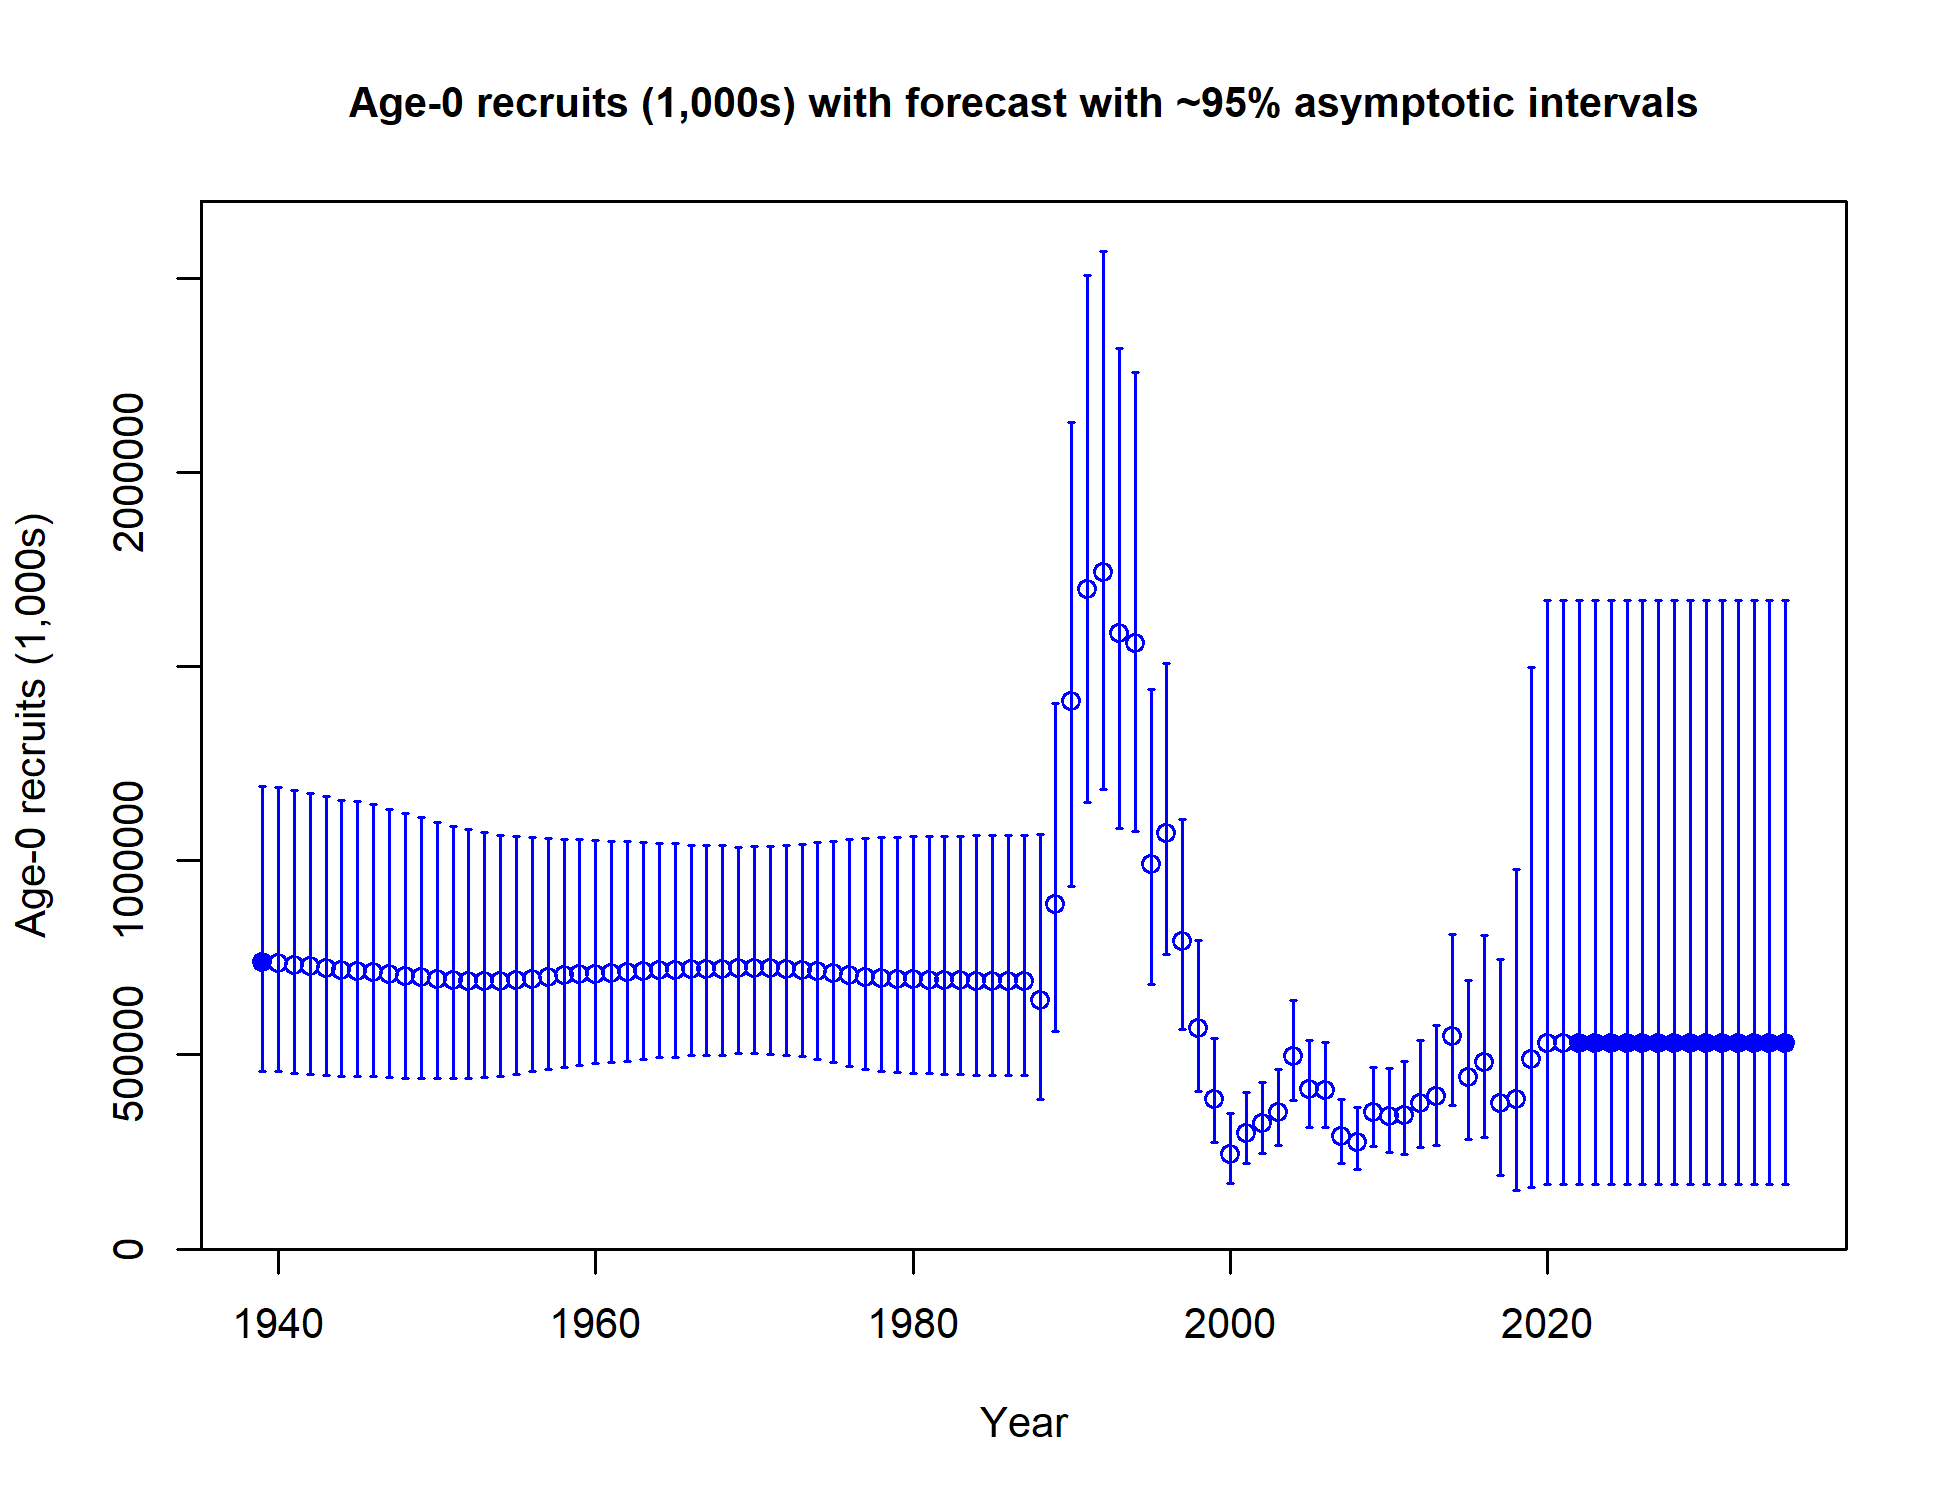 Age-0 recruits (1,000s) with forecast with ~95% asymptotic intervals
Age-0 recruits (1,000s)
2000000
1000000
500000
0
1940 1960 1980 2000 2020
Year